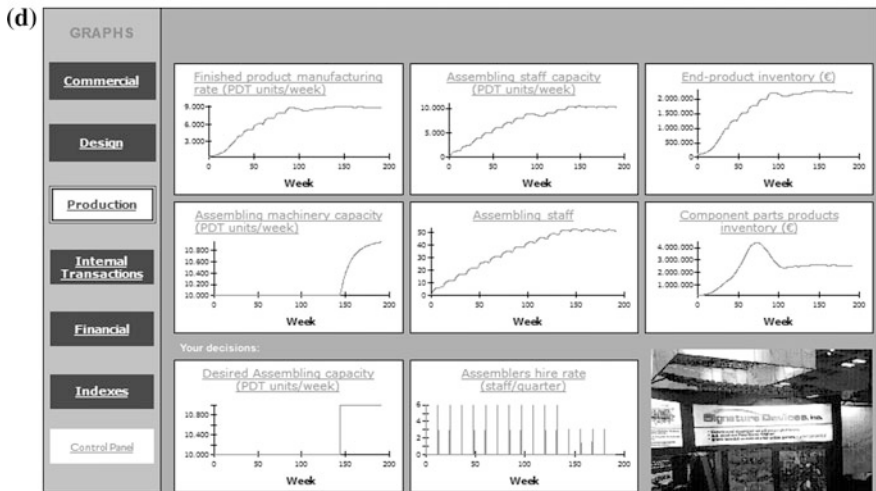 (d)
GRAPHS
Commercial
Design
Production
Internal
Transactions
Financial
Indexes
Control Panel
Finished product manufacturing
rate (PDT units/week)
9.000
6.000
3.000
0
50
100
150
200
Week
Assembling staff capacity
(PDT units/week)
10.000
5.000
0
0
50
100
150
200
Week
End-product inventory (€)
2.000.000
1.500.000
1.000.000
500.000
0
0
50
100
150
200
Week
Assembling machinery capacity
(PDT units/week)
10.800
10.600
10.400
10.200
10.000
0
50
100
150
200
Week
Assembling staff
50
40
30
20
10
0
0
50
100
150
200
Week
Component parts products
inventory (€)
4.000.000
3.000.000
2.000.000
1.000.000
0
50
100
150
200
Week
Your decisions:
Desired Assembling capacity
(PDT units/week)
10.800
10.400
10.000
0
50
100
150
200
Week
Assemblers hire rate
(staff/quarter)
6
5
4
3
2
1
0
0
50
100
150
200
Week
Signature Devices, Inc.